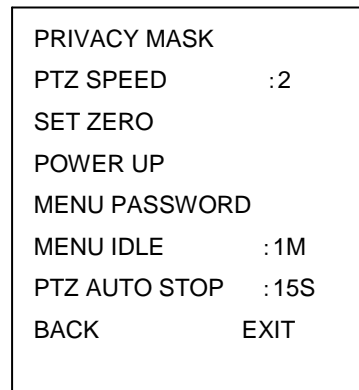 PRIVACY MASK
PTZ SPEED :2
SET ZERO
POWER UP
MENU PASSWORD
MENU IDLE :1M
PTZ AUTO STOP :15S
BACK EXIT